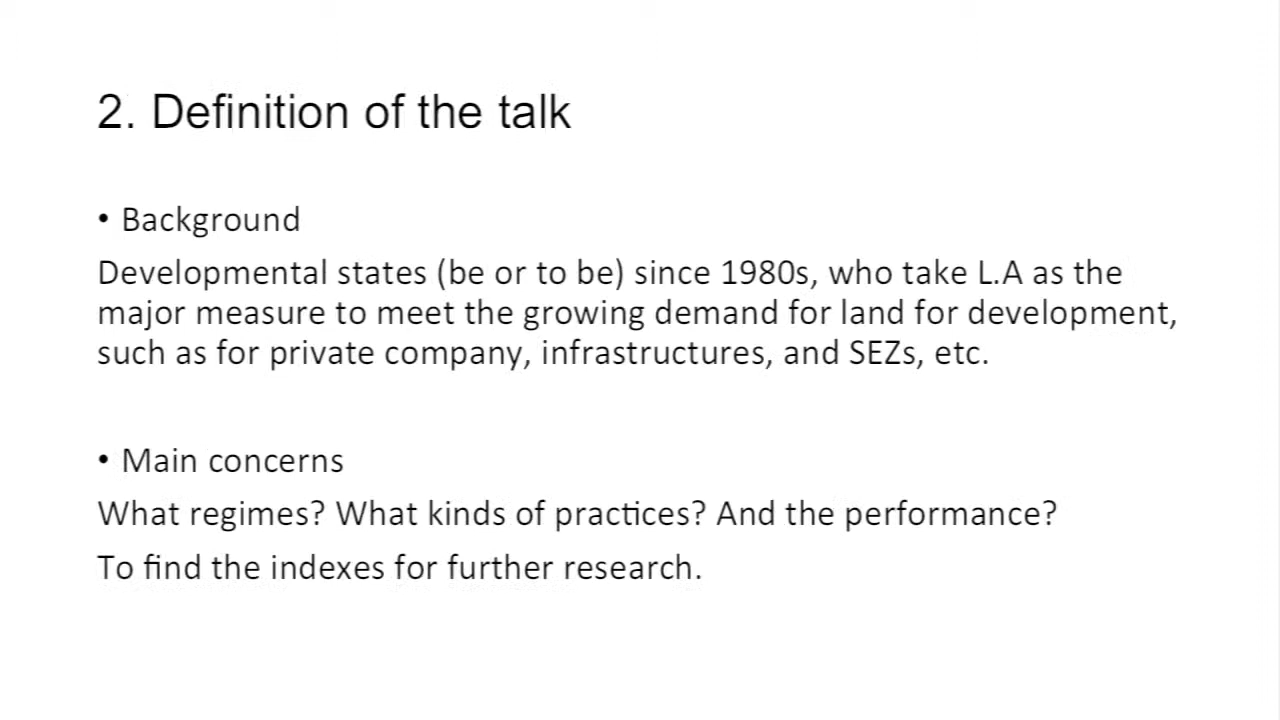 2. Definition of the talk
• Background
Developmental states (be or to be) since 1980s, who take L.A as the
major measure to meet the growing demand for land for development,
such as for private company, infrastructures, and SEZs, etc.
• Main concerns
What regimes? What kinds of practices? And the performance?
To find the indexes for further research.